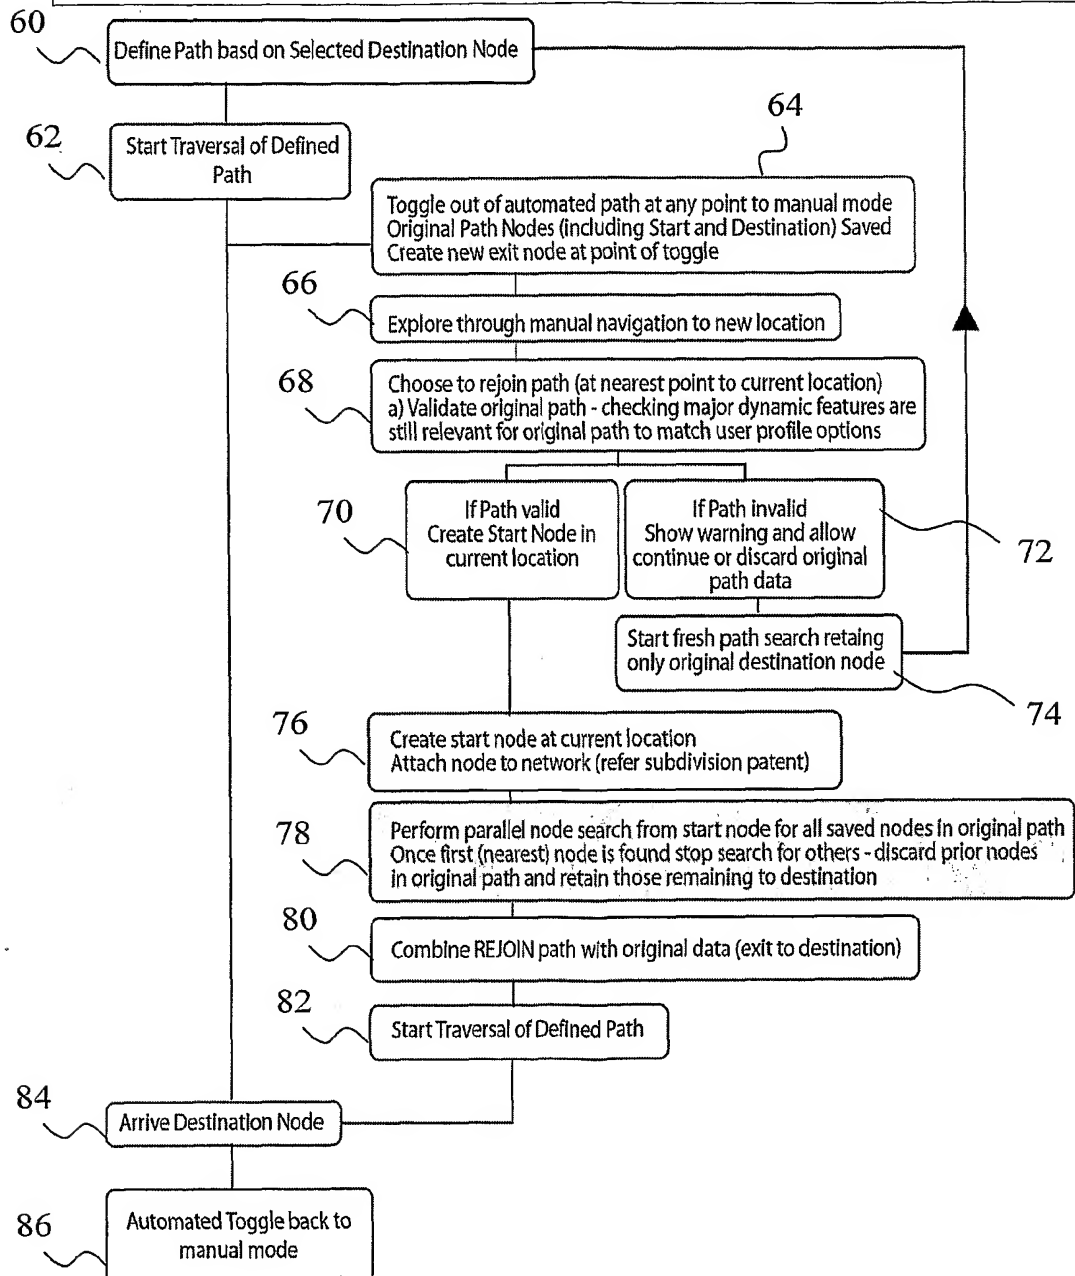 60
Define Path basd on Selected Destination Node
62
Start Traversal of Defined
Path
64
Toggle out of automated path at any point to manual mode
Original Path Nodes (including Start and Destination) Saved
Create new exit node at point of toggle
66
Explore through manual navigation to new location
68
Choose to rejoin path (at nearest point to current location)
a) Validate original path - checking major dynamic features are
still relevant for original path to match user profile options
70
If Path valid
Create Start Node in
current location
If Path invalid
Show warning and allow
continue or discard original
path data
72
Start fresh path search retaing
only original destination node
74
76
Create start node at current location
Attach node to network (refer subdivision patent)
78
Perform parallel node search from start node for all saved nodes in original path
Once first (nearest) node is found stop search for others - discard prior nodes
in original path and retain those remaining to destination
80
Combine REJOIN path with original data (exit to destination)
82
Start Traversal of Defined Path
84
Arrive Destination Node
86
Automated Toggle back to
manual mode